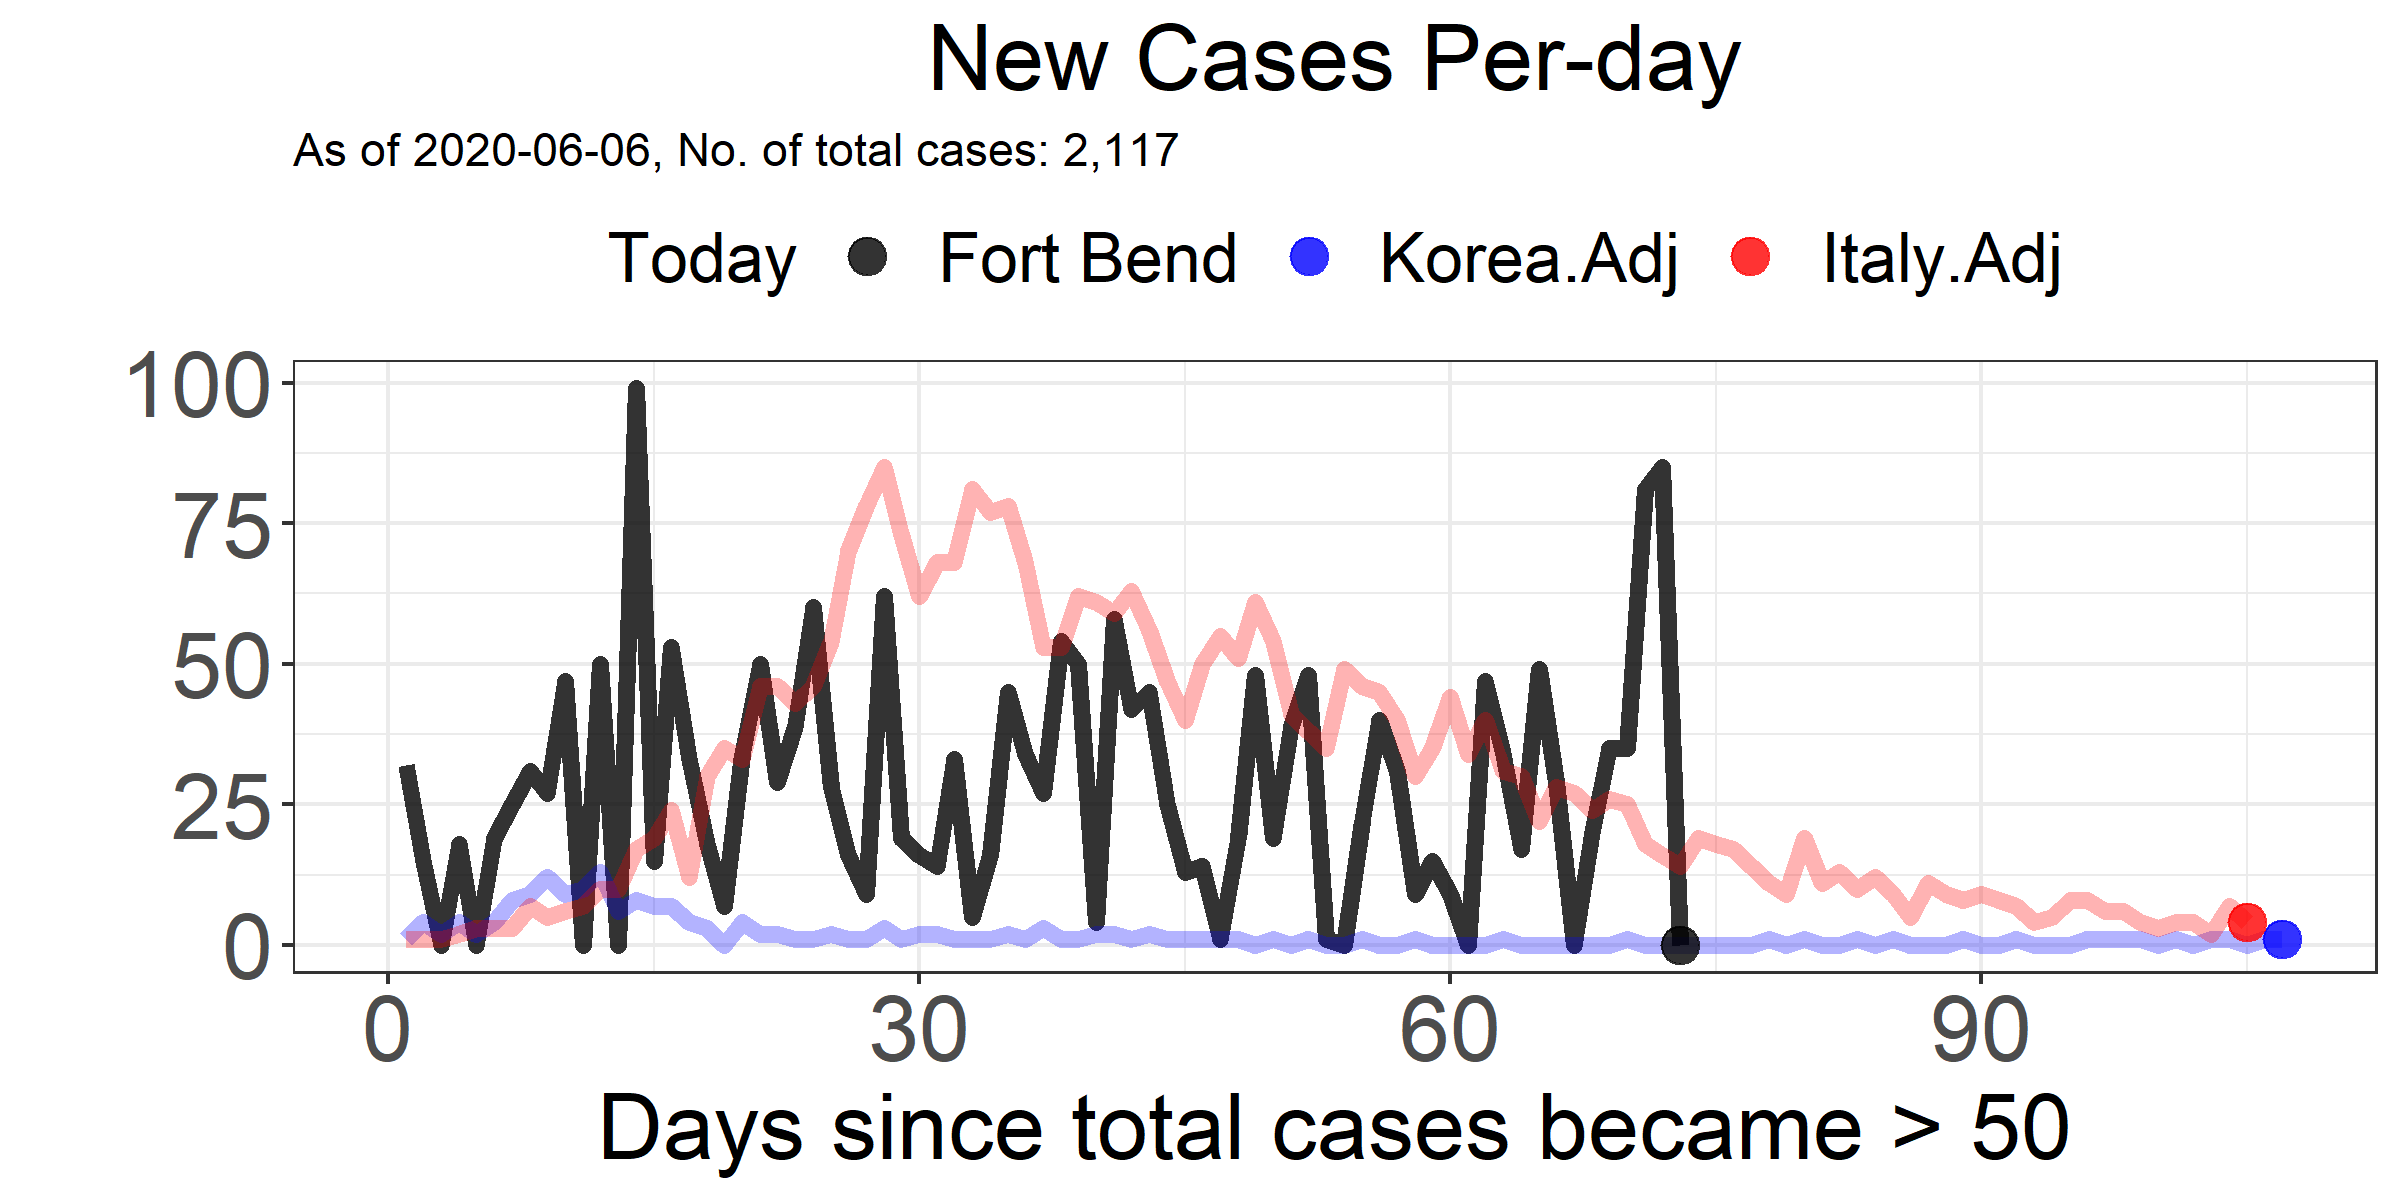 New Cases Per-day
As of 2020-06-06, No. of total cases: 2,117
Today Fort Bend Korea.Adj Italy.Adj
100
75
50
25
0
0 30 60 90
Days since total cases became > 50